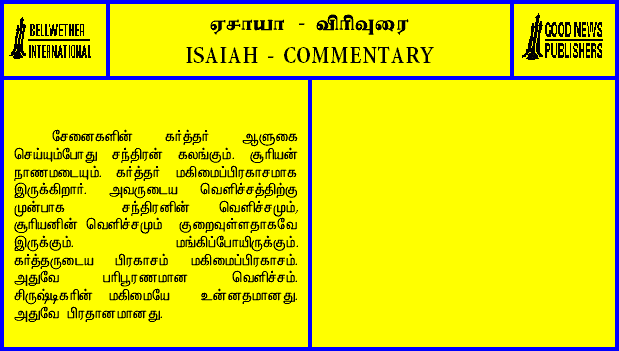 BELLWETHER
INTERNATIONAL
ஏசாயா - விரிவுரை
ISAIAH - COMMENTARY
GOOD NEWS
PUBLISHERS
சேனைகளின் கர்த்தர் ஆளுகை
செய்யும்போது சந்திரன் கலங்கும். சூரியன்
நாணமடையும். கர்த்தர் மகிமைப்பிரகாசமாக
இருக்கிறார். அவருடைய வெளிச்சத்திற்கு
முன்பாக சந்திரனின் வெளிச்சமும்,
சூரியனின் வெளிச்சமும் குறைவுள்ளதாகவே
இருக்கும். மங்கிப்போயிருக்கும்.
கர்த்தருடைய பிரகாசம் மகிமைப்பிரகாசம்.
அதுவே பரிபூரணமான வெளிச்சம்.
சிருஷ்டிகரின் மகிமையே உன்னதமானது.
அதுவே பிரதானமானது.